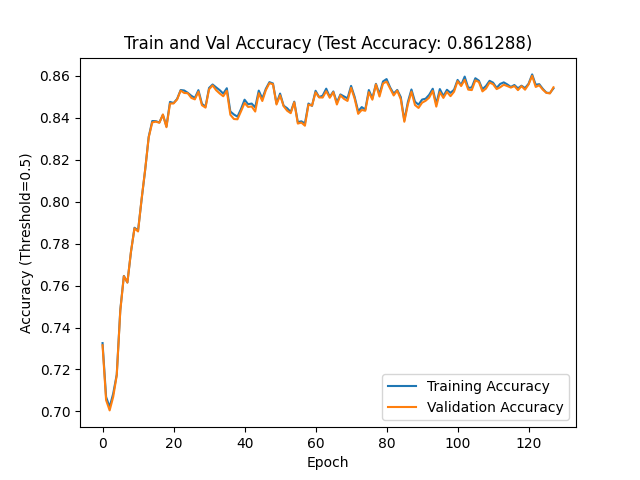 Train and Val Accuracy (Test Accuracy: 0.861288)
Accuracy (Threshold=0.5)
0.86
0.84
0.82
0.80
0.78
0.76
0.74
0.72
0.70
Training Accuracy
Validation Accuracy
0 20 40 60 80 100 120
Epoch